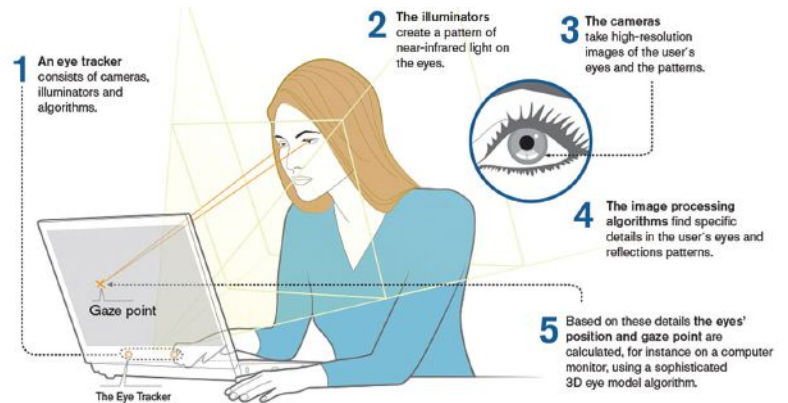 1 An eye tracker
consists of cameras,
illuminators and
algorithms.
2 The illuminators
create a pattern of
near-infrared light on
the eyes.
3 The cameras
take high-resolution
images of the user's
eyes and the patterns.
4 The image processing
algorithms find specific
details in the user's eyes and
reflections patterns.
Gaze point
5 Based on these details the eyes'
position and gaze point are
calculated, for instance on a computer
monitor, using a sophisticated
3D eye model algorithm.
The Eye Tracker